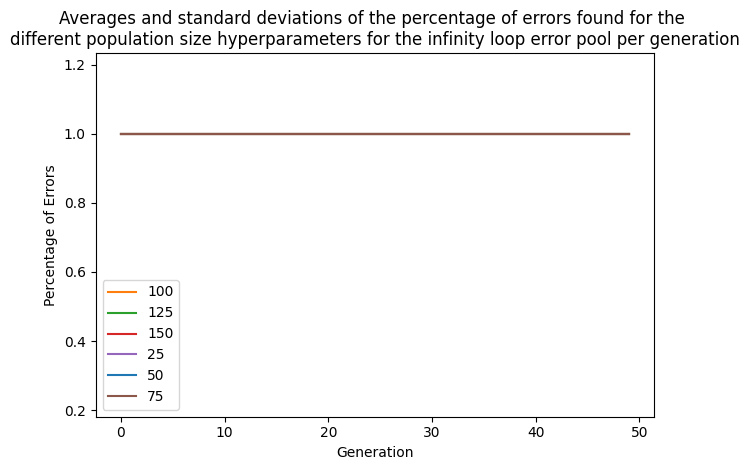 Averages and standard deviations of the percentage of errors found for the
different population size hyperparameters for the infinity loop error pool per generation
1.2
1.0
0.8
0.6
0.4
0.2
Percentage of Errors
100
125
150
25
50
75
0 10 20 30 40 50
Generation